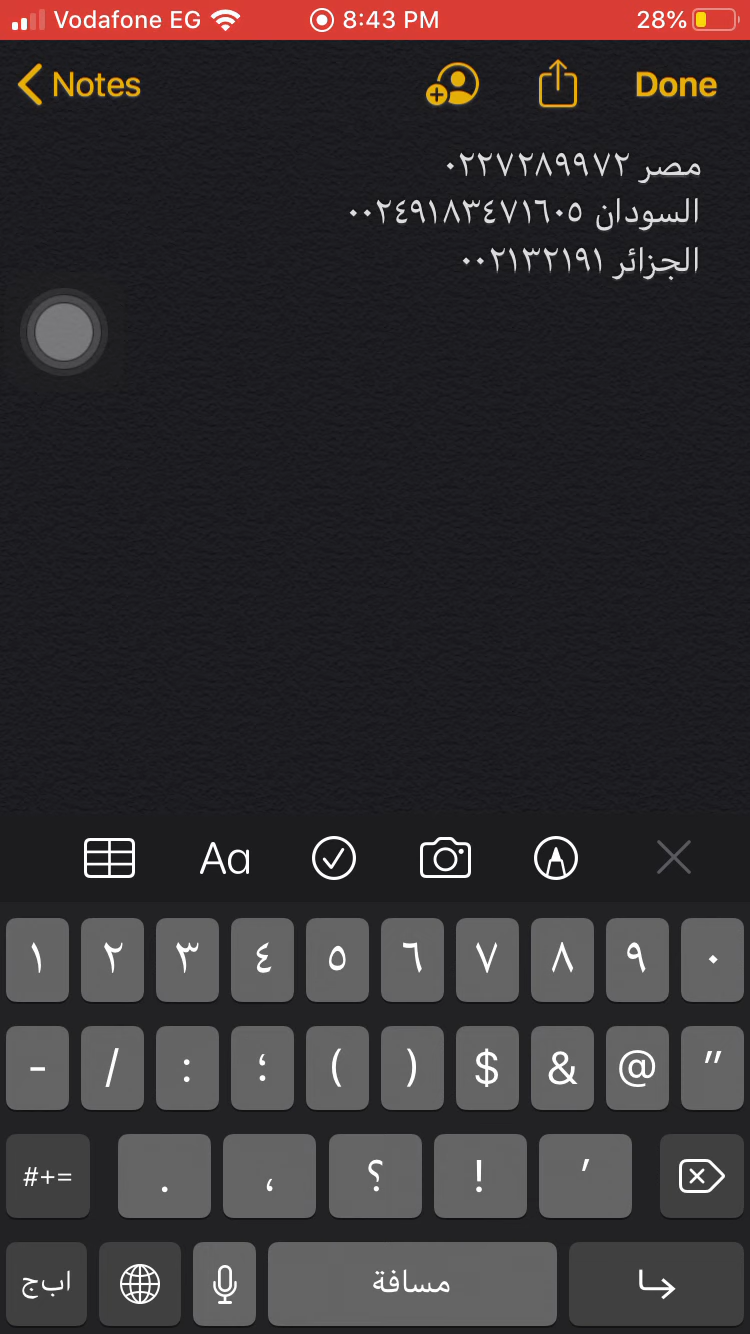 Vodafone EG 8:43 PM 28%
Notes Done
مصر ٠٢٢٧٢٨٩٩٧٢
السودان ٠٠٢٤٩١٨٣٤٧١٦٠٥
الجزائر ٠٠٢١٣٢١٩١
Aa
١ ٢ ٣ ٤ ٥ ٦ ٧ ٨ ٩ ٠
- / : ؛ ( ) $ & @ "
#+= . ، ؟ ! '
ابج مسافة